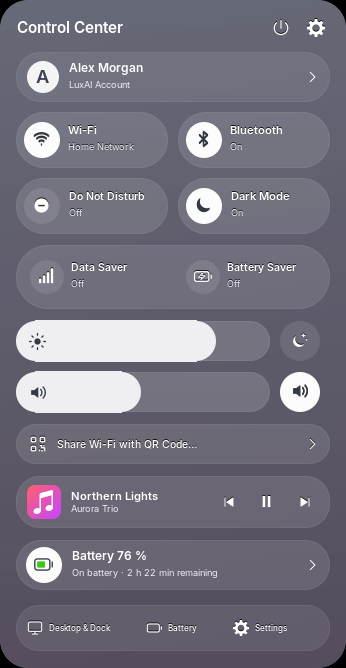 Control Center
A
Alex Morgan
LuxAI Account
Wi-Fi
Home Network
Bluetooth
On
Do Not Disturb
Off
Dark Mode
On
Data Saver
Off
Battery Saver
Off
Share Wi-Fi with QR Code...
Northern Lights
Aurora Trio
Battery 76 %
On battery · 2 h 22 min remaining
Desktop & Dock
Battery
Settings